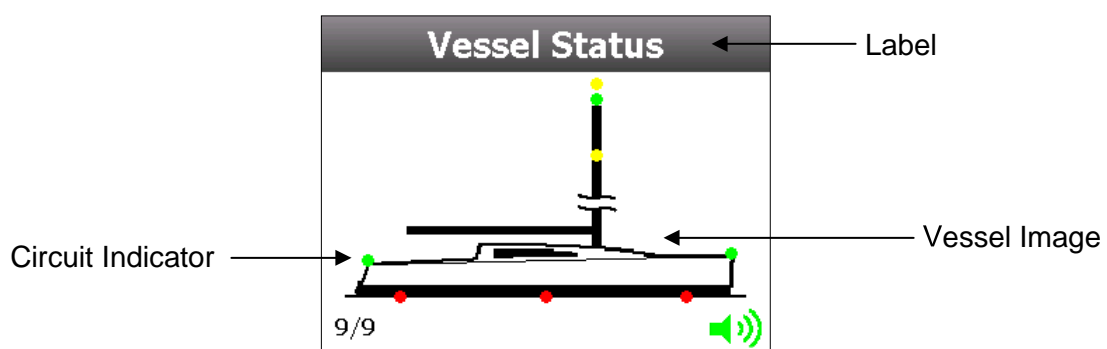 Vessel Status
Label
Vessel Image
Circuit Indicator
9/9